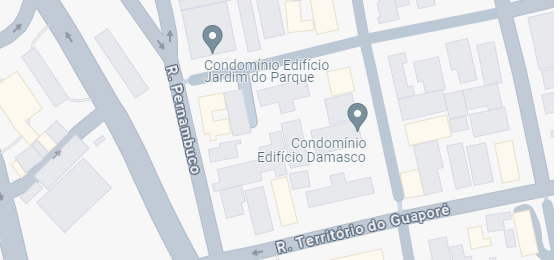 Condomínio Edifício
Jardim do Parque
R. Pernambuco
Condomínio
Edifício Damasco
R. Território do Guaporé